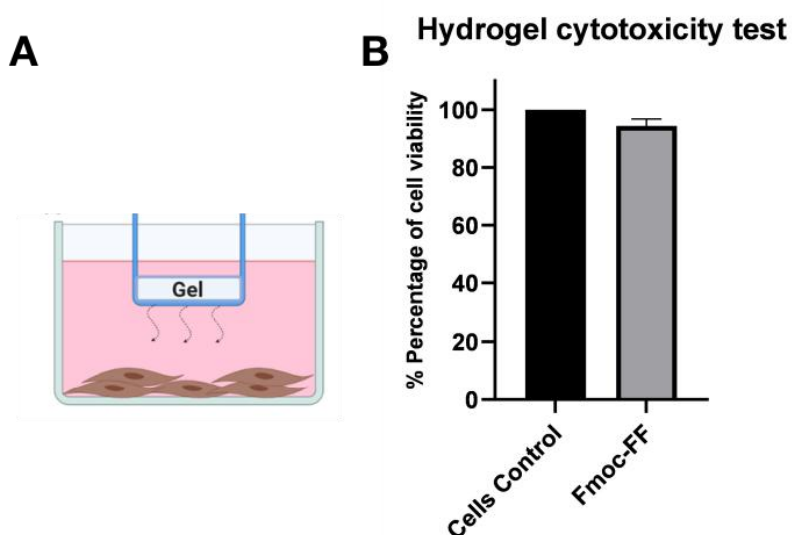 A
B
Hydrogel cytotoxicity test
Gel
% Percentage of cell viability
100
80
60
40
20
0
Cells Control
Fmoc-FF